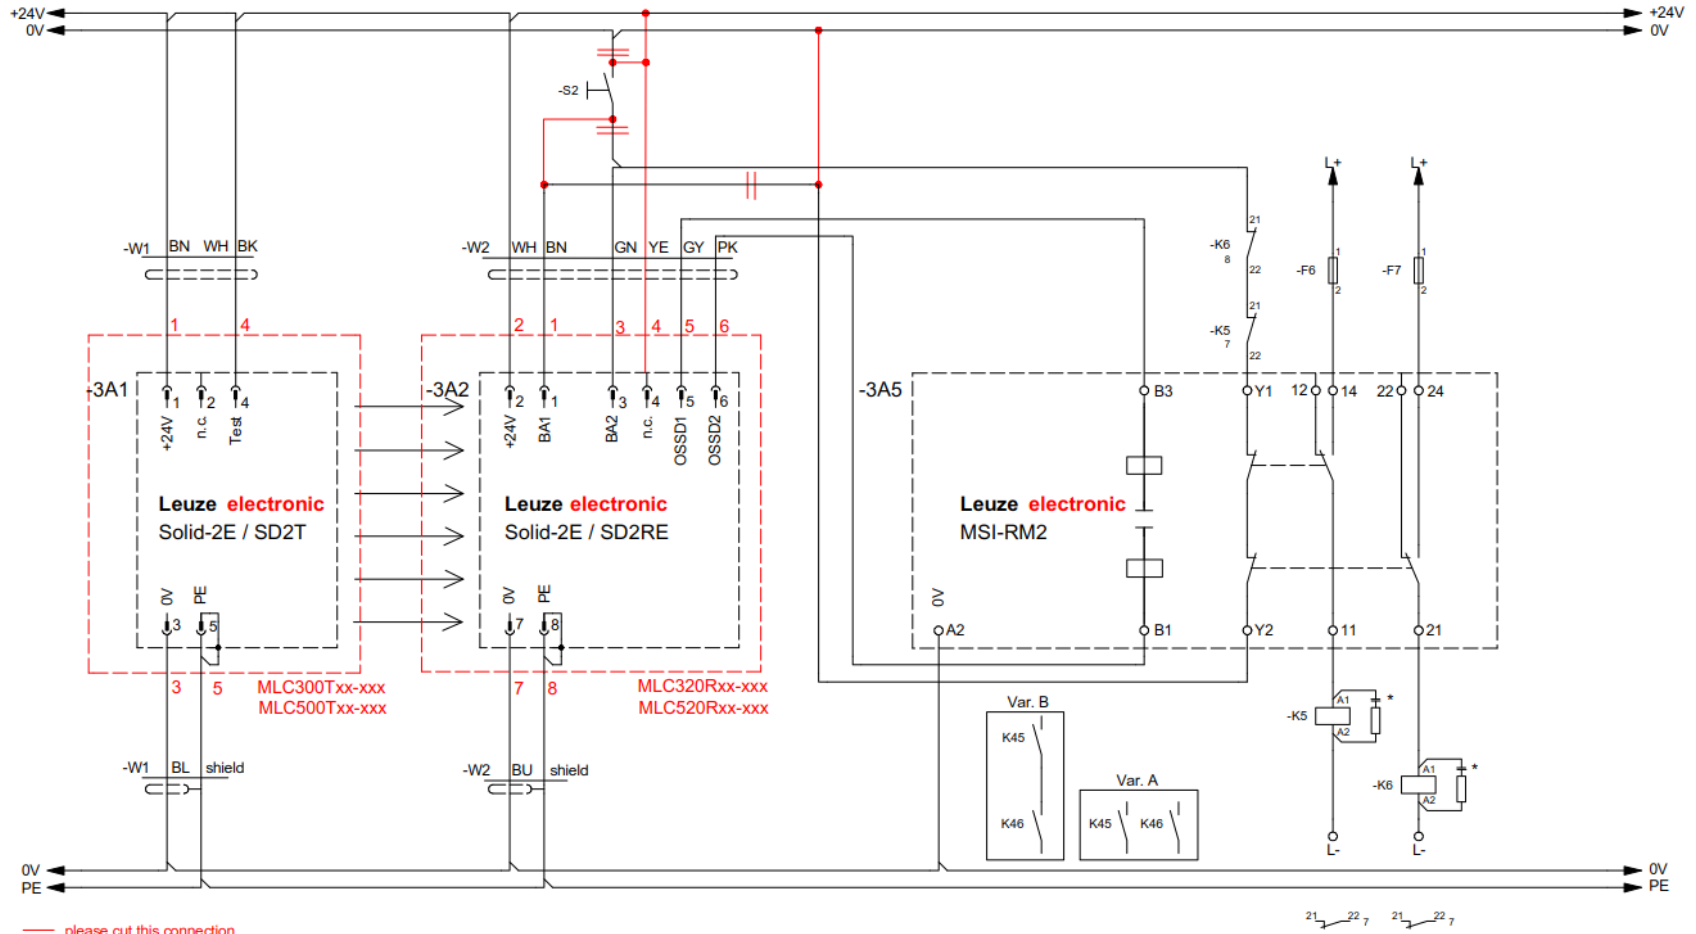 +24V +24V
0V 0V
-S2
L+ L+
21
-W1 BN WH BK -W2 WH BN GN YE GY PK -K6
8
22
-F6 1 2 -F7 1 2
21
-K5
7
22
1 4 2 1 3 4 5 6
-3A1 -3A2 -3A5
1 2 4 2 1 3 4 5 6 B3 Y1 12 14 22 24
+24V n.c. Test +24V BA1 BA2 n.c. OSSD1 OSSD2
Leuze electronic Leuze electronic Leuze electronic
Solid-2E / SD2T Solid-2E / SD2RE MSI-RM2
0V PE 0V PE 0V
3 5 7 8 A2 B1 Y2 11 21
3 5 MLC300Txx-xxx 7 8 MLC320Rxx-xxx
MLC500Txx-xxx MLC520Rxx-xxx
Var. B
K45
K46
Var. A
K45 K46
-K5 A1 A2 *
-K6 A1 A2 *
-W1 BL shield -W2 BU shield
L- L-
0V 0V
PE PE
21 22 7 21 22 7
please cut this connection